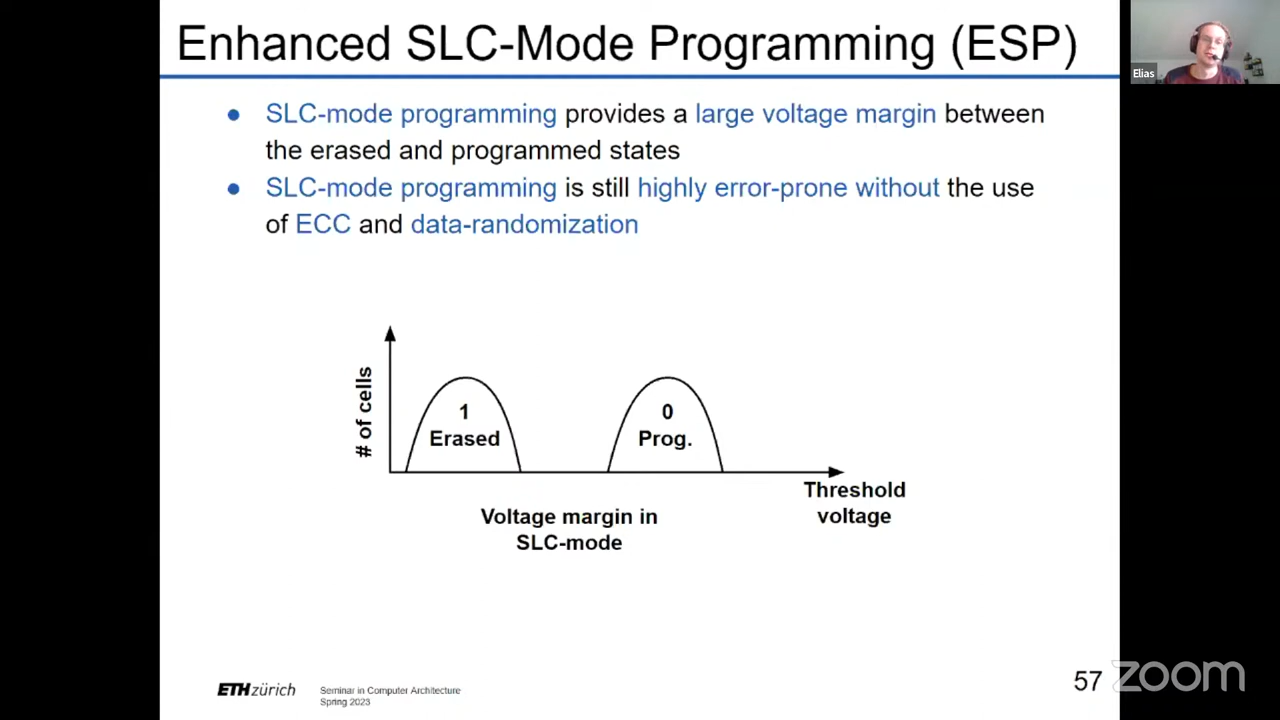 Enhanced SLC-Mode Programming (ESP)
Elias
● SLC-mode programming provides a large voltage margin between
the erased and programmed states
● SLC-mode programming is still highly error-prone without the use
of ECC and data-randomization
# of cells
1
Erased
0
Prog.
Threshold
voltage
Voltage margin in
SLC-mode
ETH zürich
Seminar in Computer Architecture
Spring 2023
57
zoom